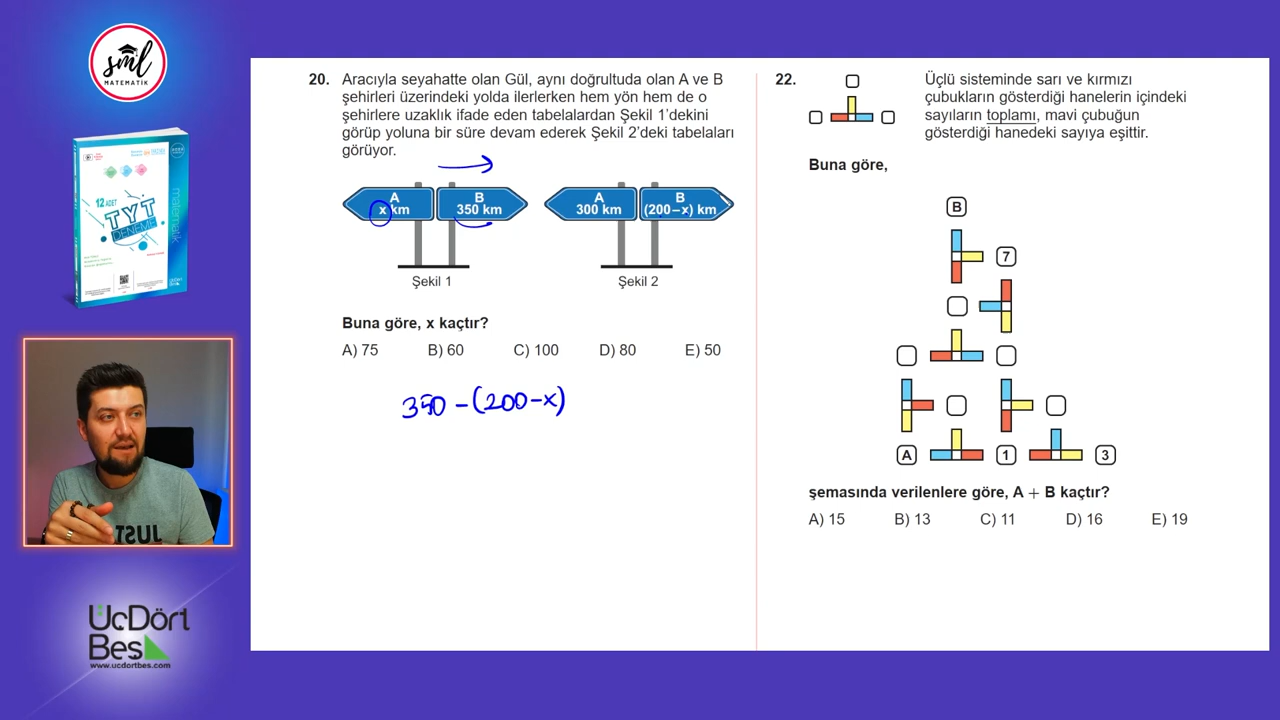 sml
MATEMATİK
12 ADET
TYT
DENEME
matematik
ÜçDört
Beş
www.ucdortbes.com
20. Aracıyla seyahatte olan Gül, aynı doğrultuda olan A ve B
şehirleri üzerindeki yolda ilerlerken hem yön hem de o
şehirlere uzaklık ifade eden tabelalardan Şekil 1'dekini
görüp yoluna bir süre devam ederek Şekil 2'deki tabelaları
görüyor.
A
x km
B
350 km
A
300 km
B
(200−x) km
Şekil 1
Şekil 2
Buna göre, x kaçtır?
A) 75 B) 60 C) 100 D) 80 E) 50
350 − (200 − x)
22. Üçlü sisteminde sarı ve kırmızı
çubukların gösterdiği hanelerin içindeki
sayıların toplamı, mavi çubuğun
gösterdiği hanedeki sayıya eşittir.
Buna göre,
B
7
A
1
3
şemasında verilenlere göre, A + B kaçtır?
A) 15 B) 13 C) 11 D) 16 E) 19